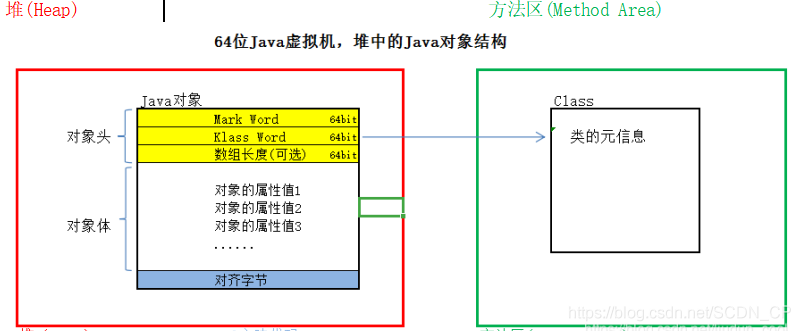 堆(Heap)
方法区(Method Area)
64位Java虚拟机，堆中的Java对象结构
Java对象
Class
对象头
Mark Word 64bit
Klass Word 64bit
数组长度(可选) 64bit
类的元信息
对象体
对象的属性值1
对象的属性值2
对象的属性值3
......
对齐字节
https://blog.csdn.net/SCDN_CP